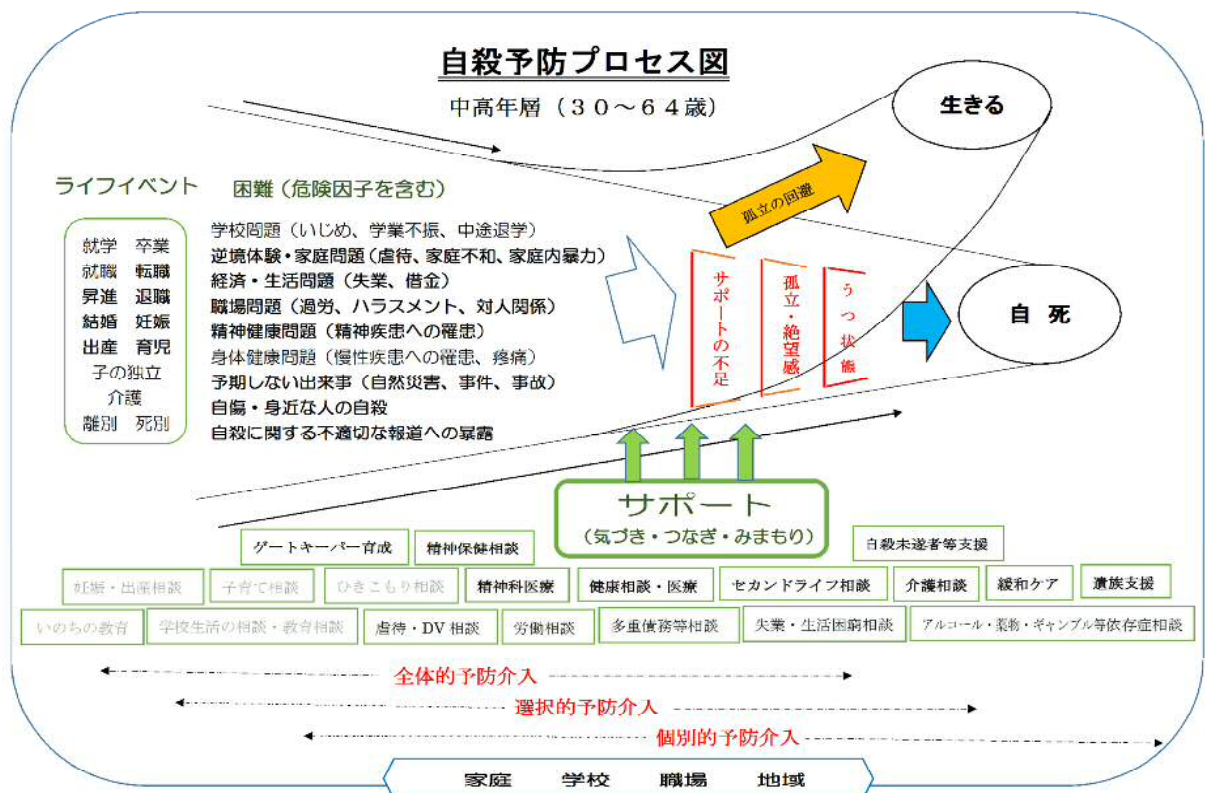 自殺予防プロセス図
中高年層（３０～６４歳）
生きる
孤立の回避
ライフイベント
困難（危険因子を含む）
就学 卒業
就職 転職
昇進 退職
結婚 妊娠
出産 育児
子の独立
介護
離別 死別
学校問題（いじめ、学業不振、中途退学）
逆境体験・家庭問題（虐待、家庭不和、家庭内暴力）
経済・生活問題（失業、借金）
職場問題（過労、ハラスメント、対人関係）
精神健康問題（精神疾患への罹患）
身体健康問題（慢性疾患への罹患、疼痛）
予期しない出来事（自然災害、事件、事故）
自傷・身近な人の自殺
自殺に関する不適切な報道への暴露
サポートの不足
孤立・絶望感
うつ状態
自 死
サポート
（気づき・つなぎ・みまもり）
ゲートキーパー育成
精神保健相談
自殺未遂者等支援
妊娠・出産相談
子育て相談
ひきこもり相談
精神科医療
健康相談・医療
セカンドライフ相談
介護相談
緩和ケア
遺族支援
いのちの教育
学校生活の相談・教育相談
虐待・DV 相談
労働相談
多重債務等相談
失業・生活困窮相談
アルコール・薬物・ギャンブル等依存症相談
全体的予防介入
選択的予防介入
個別的予防介入
家庭 学校 職場 地域